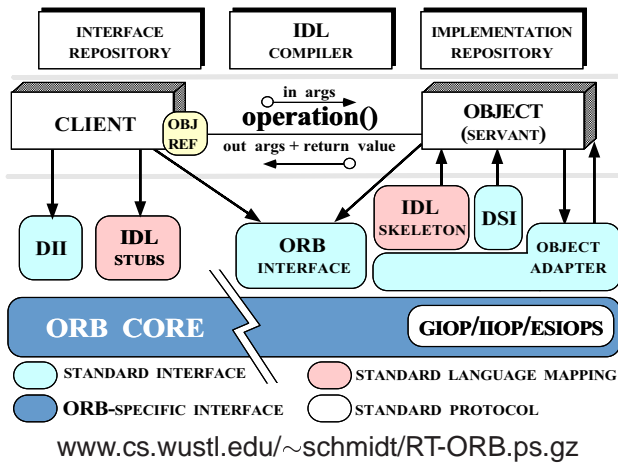 INTERFACE
REPOSITORY
IDL
COMPILER
IMPLEMENTATION
REPOSITORY
in args
operation()
out args + return value
CLIENT
OBJ
REF
OBJECT
(SERVANT)
DII
IDL
STUBS
ORB
INTERFACE
IDL
SKELETON
DSI
OBJECT
ADAPTER
ORB CORE
GIOP/IIOP/ESIOPS
STANDARD INTERFACE
STANDARD LANGUAGE MAPPING
ORB-SPECIFIC INTERFACE
STANDARD PROTOCOL
www.cs.wustl.edu/∼schmidt/RT-ORB.ps.gz